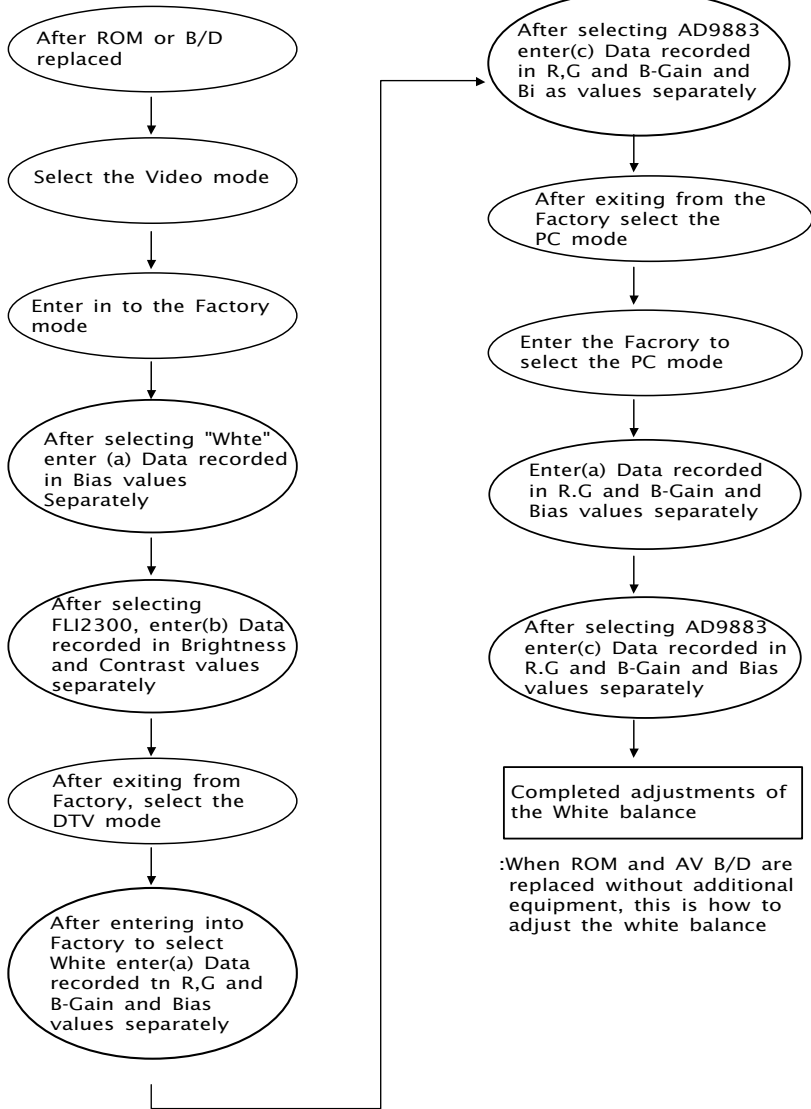 After ROM or B/D
replaced
Select the Video mode
Enter in to the Factory
mode
After selecting "Whte"
enter (a) Data recorded
in Bias values
Separately
After selecting
FLI2300, enter(b) Data
recorded in Brightness
and Contrast values
separately
After exiting from
Factory, select the
DTV mode
After entering into
Factory to select
White enter(a) Data
recorded tn R,G and
B-Gain and Bias
values separately
After selecting AD9883
enter(c) Data recorded
in R,G and B-Gain and
Bi as values separately
After exiting from the
Factory select the
PC mode
Enter the Facrory to
select the PC mode
Enter(a) Data recorded
in R.G and B-Gain and
Bias values separately
After selecting AD9883
enter(c) Data recorded in
R.G and B-Gain and Bias
values separately
Completed adjustments of
the White balance
:When ROM and AV B/D are
replaced without additional
equipment, this is how to
adjust the white balance